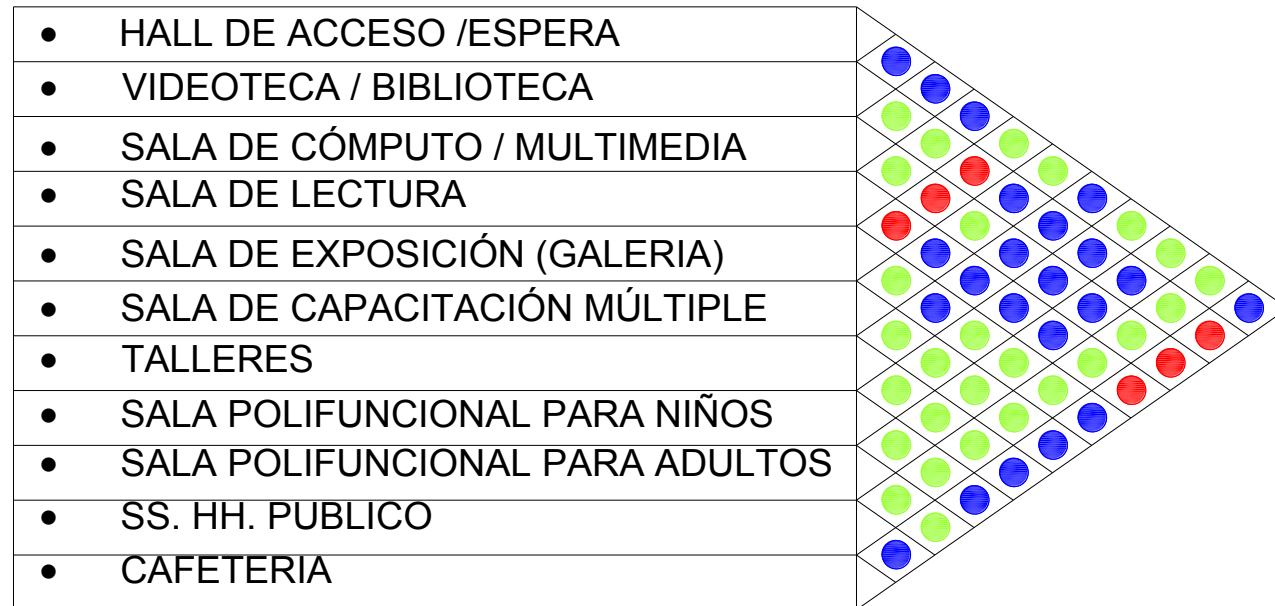 • HALL DE ACCESO /ESPERA
• VIDEOTECA / BIBLIOTECA
• SALA DE CÓMPUTO / MULTIMEDIA
• SALA DE LECTURA
• SALA DE EXPOSICIÓN (GALERIA)
• SALA DE CAPACITACIÓN MÚLTIPLE
• TALLERES
• SALA POLIFUNCIONAL PARA NIÑOS
• SALA POLIFUNCIONAL PARA ADULTOS
• SS. HH. PUBLICO
• CAFETERIA